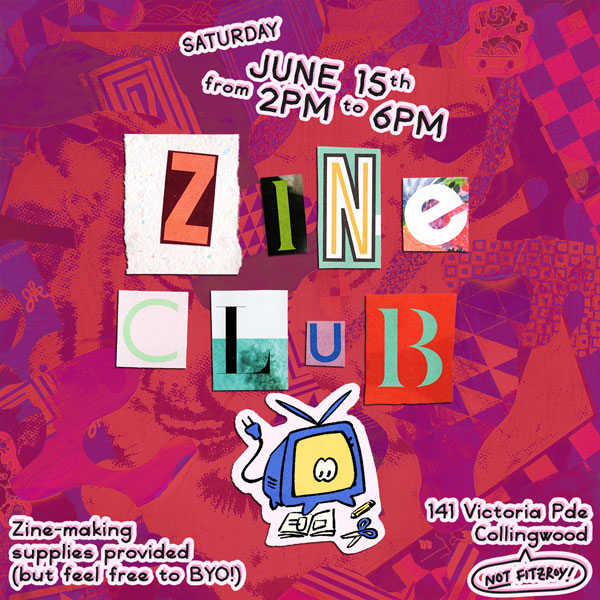 SATURDAY
JUNE 15th
from 2PM to 6PM
ZINe
CLuB
Zine-making
supplies provided
(but feel free to BYO!)
141 Victoria Pde
Collingwood
NOT FITZROY!